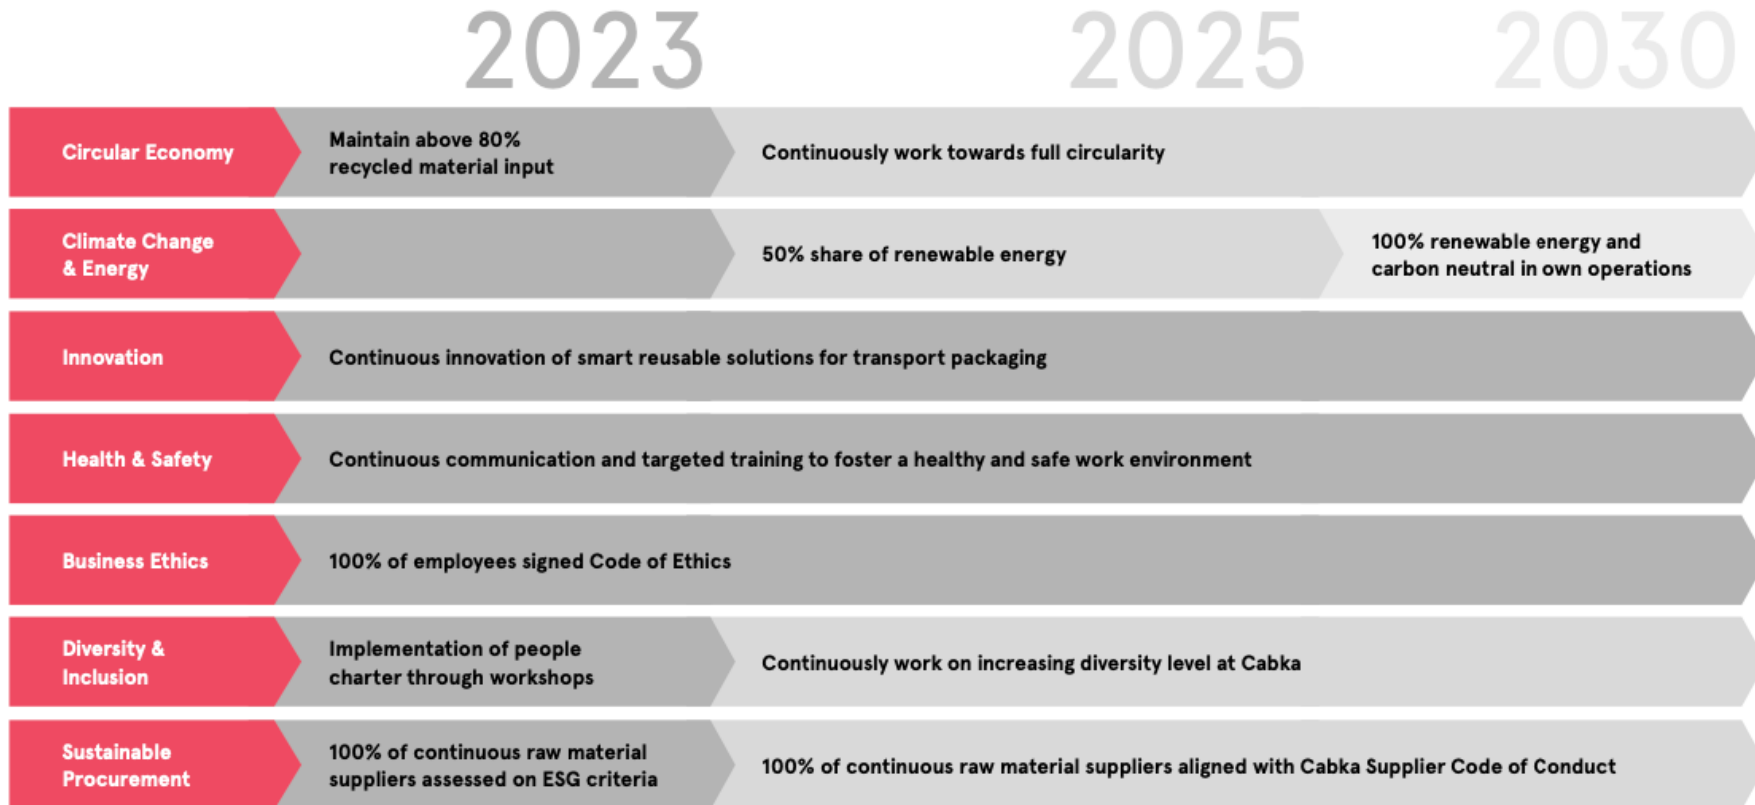 2023 2025 2030
Circular Economy
Maintain above 80%
recycled material input
Continuously work towards full circularity
Climate Change
& Energy
50% share of renewable energy
100% renewable energy and
carbon neutral in own operations
Innovation
Continuous innovation of smart reusable solutions for transport packaging
Health & Safety
Continuous communication and targeted training to foster a healthy and safe work environment
Business Ethics
100% of employees signed Code of Ethics
Diversity &
Inclusion
Implementation of people
charter through workshops
Continuously work on increasing diversity level at Cabka
Sustainable
Procurement
100% of continuous raw material
suppliers assessed on ESG criteria
100% of continuous raw material suppliers aligned with Cabka Supplier Code of Conduct